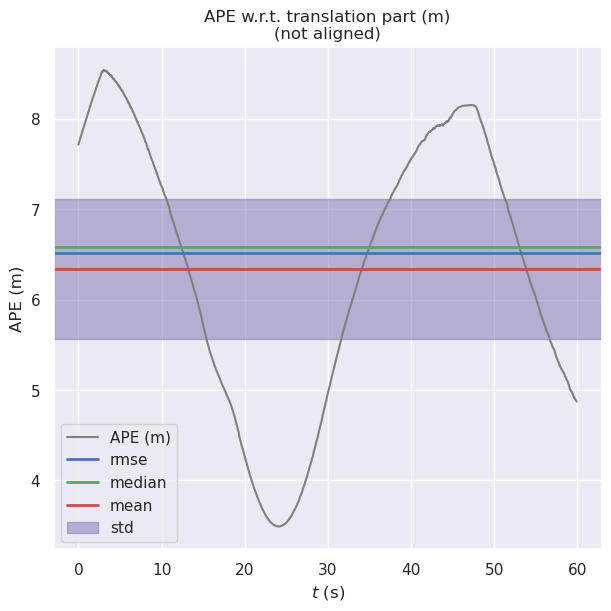 APE w.r.t. translation part (m)
(not aligned)
APE (m)
8
7
6
5
4
APE (m)
rmse
median
mean
std
0
10
20
30
40
50
60
t (s)